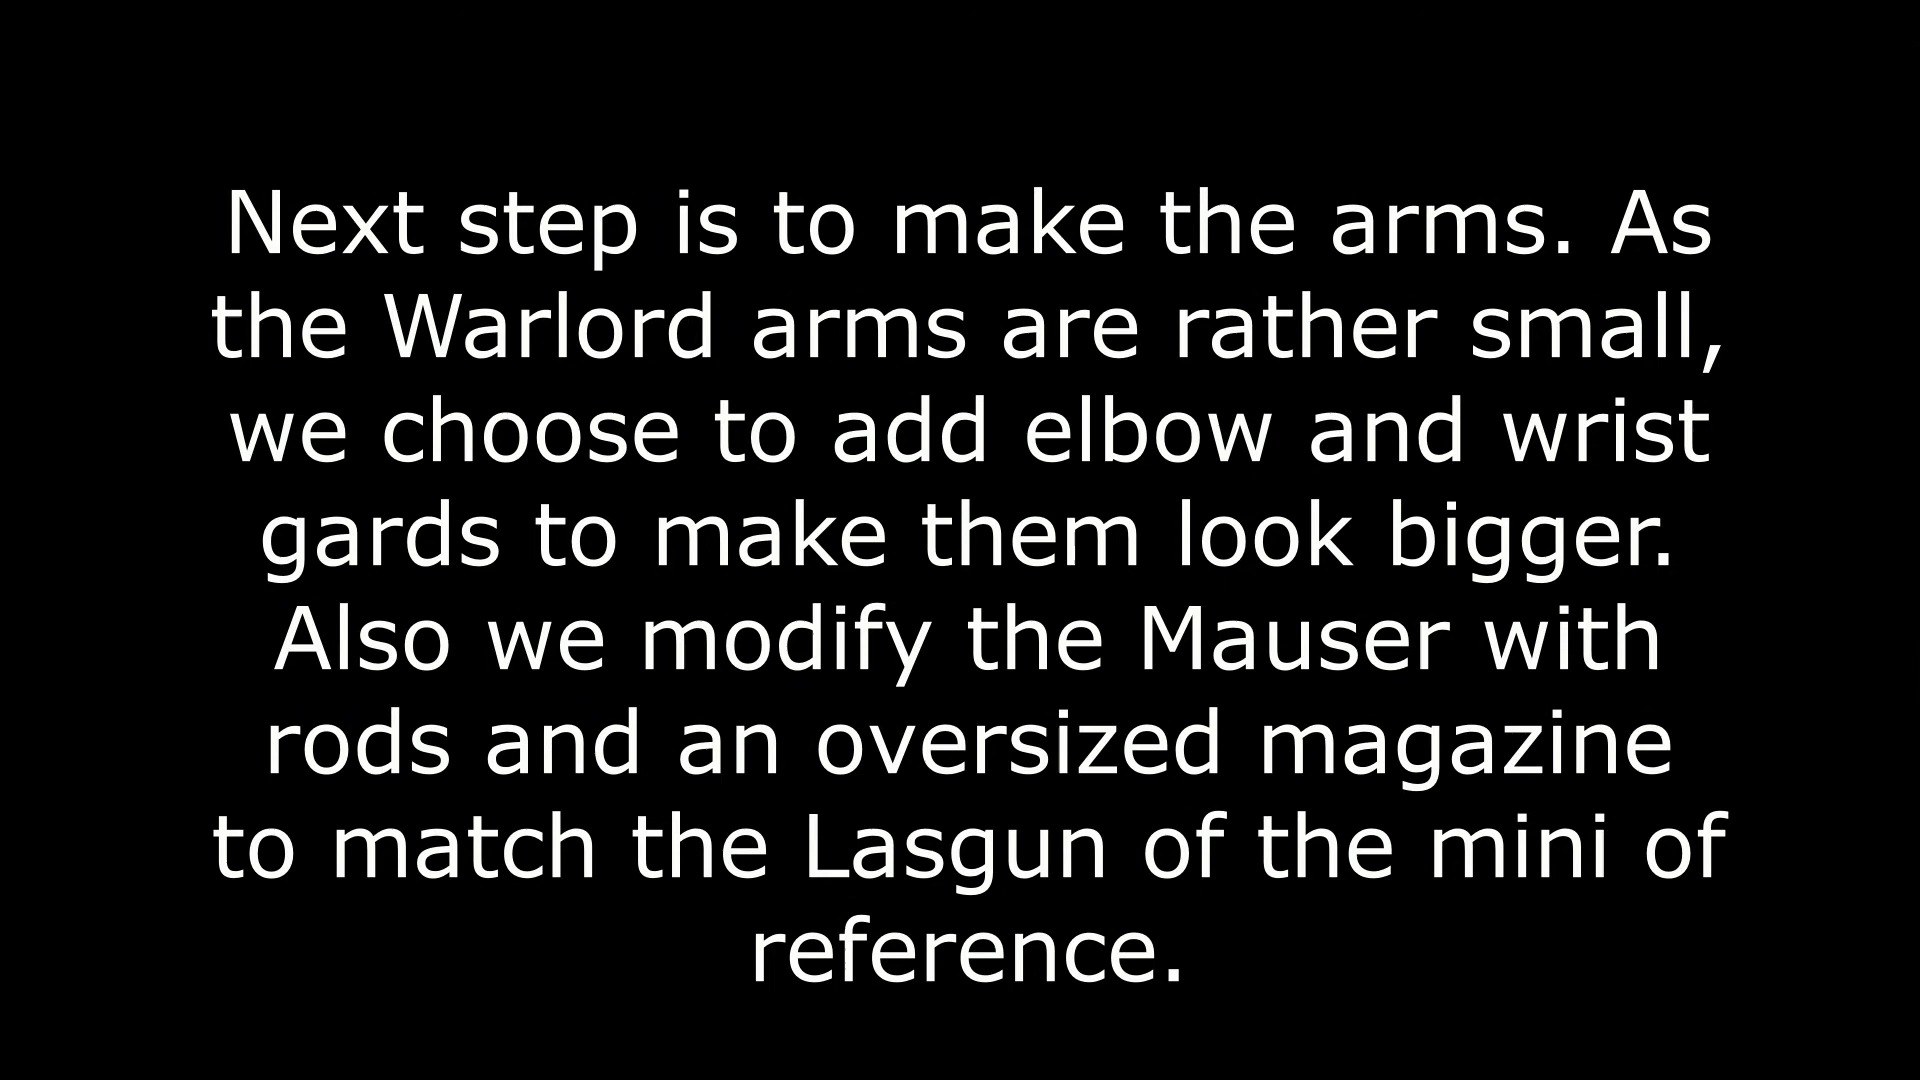 Next step is to make the arms. As
the Warlord arms are rather small,
we choose to add elbow and wrist
gards to make them look bigger.
Also we modify the Mauser with
rods and an oversized magazine
to match the Lasgun of the mini of
reference.